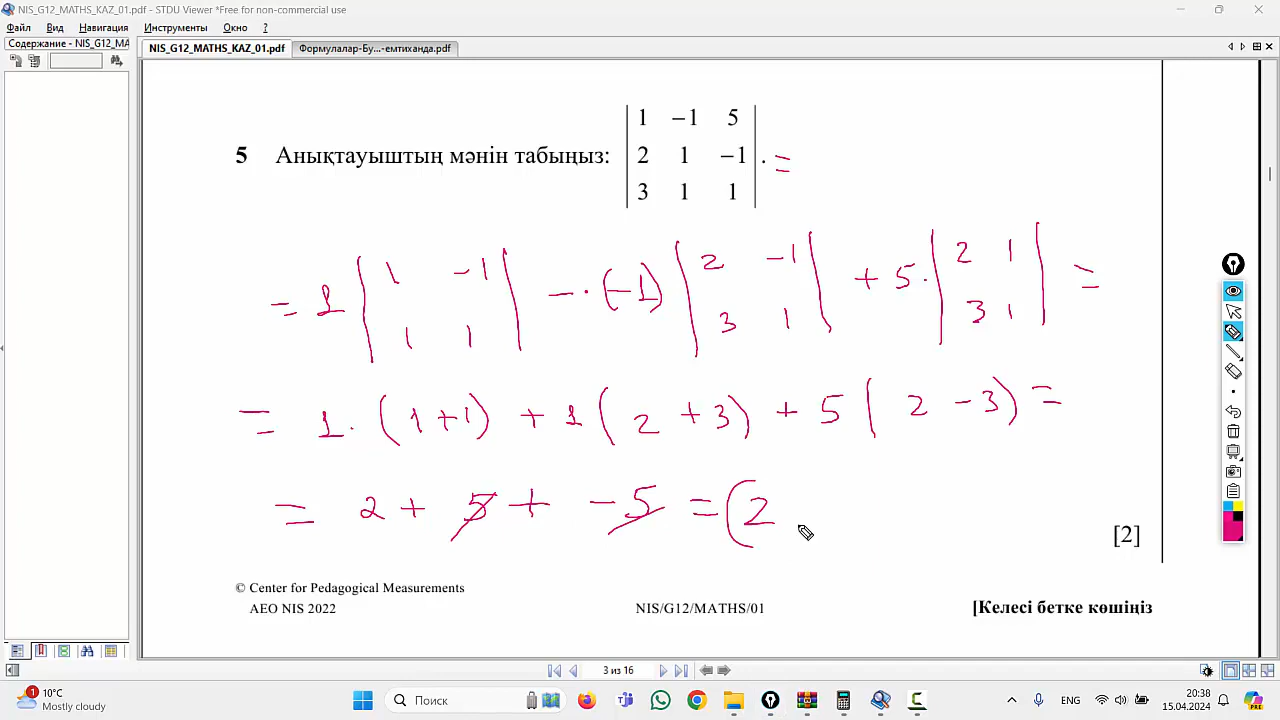 NIS_G12_MATHS_KAZ_01.pdf - STDU Viewer *Free for non-commercial use
Файл Вид Навигация Инструменты Окно ?
Содержание - NIS_G12_MA
NIS_G12_MATHS_KAZ_01.pdf Формулалар-Бу...-емтиханда.pdf
5 Анықтауыштың мәнін табыңыз: | 1 −1 5 | . =
| 2 1 −1 |
| 3 1 1 |
= 1 | 1 -1 | - · (-1) | 2 -1 | + 5 · | 2 1 | =
| 1 1 | | 3 1 | | 3 1 |
= 1 · (1+1) + 1 (2 + 3) + 5 ( 2 - 3) =
= 2 + 5 + - 5 = (2
[2]
© Center for Pedagogical Measurements
AEO NIS 2022 NIS/G12/MATHS/01 [Келесі бетке көшіңіз
3 из 16
1 10°C
Mostly cloudy
Поиск
ENG
20:38
15.04.2024
PRE